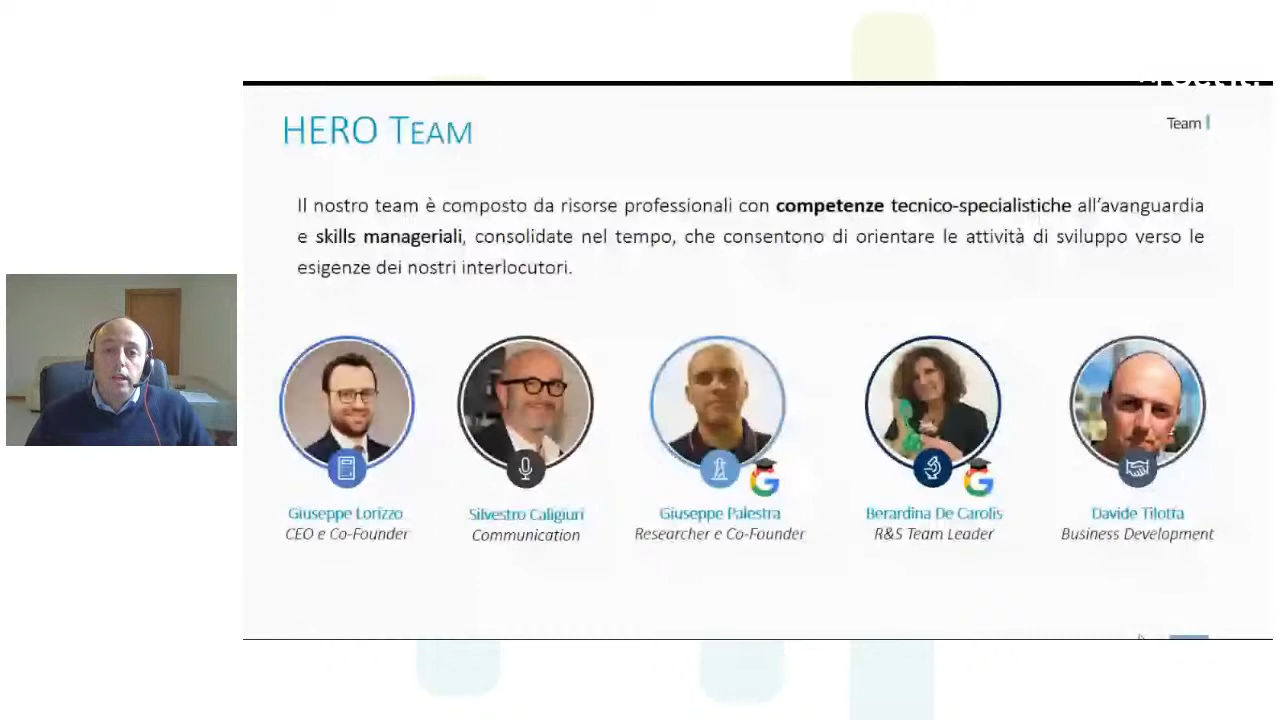 HERO TEAM
Team
Il nostro team è composto da risorse professionali con competenze tecnico-specialistiche all'avanguardia
e skills manageriali, consolidate nel tempo, che consentono di orientare le attività di sviluppo verso le
esigenze dei nostri interlocutori.
Giuseppe Lorizzo
CEO e Co-Founder
Silvestro Caligiuri
Communication
Giuseppe Palestra
Researcher e Co-Founder
Berardina De Carolis
R&S Team Leader
Davide Tilotta
Business Development